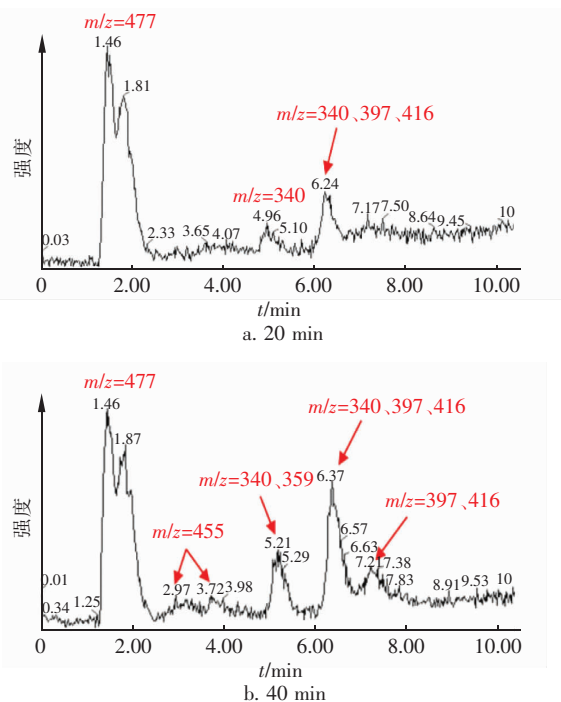 m/z=477
1.46
1.81
m/z=340、397、416
m/z=340
6.24
4.96
5.10
7.17 7.50
2.33 3.65 4.07
8.64 9.45 10
0.03
强度
0 2.00 4.00 6.00 8.00 10.00
t/min
a. 20 min
m/z=477
1.46
1.87
m/z=340、397、416
m/z=340、359
6.37
m/z=397、416
m/z=455
5.21
5.29
6.57
6.63
7.21 7.38
7.83
2.97 3.72 3.98
8.91 9.53 10
0.01
0.34 1.25
强度
0 2.00 4.00 6.00 8.00 10.00
t/min
b. 40 min